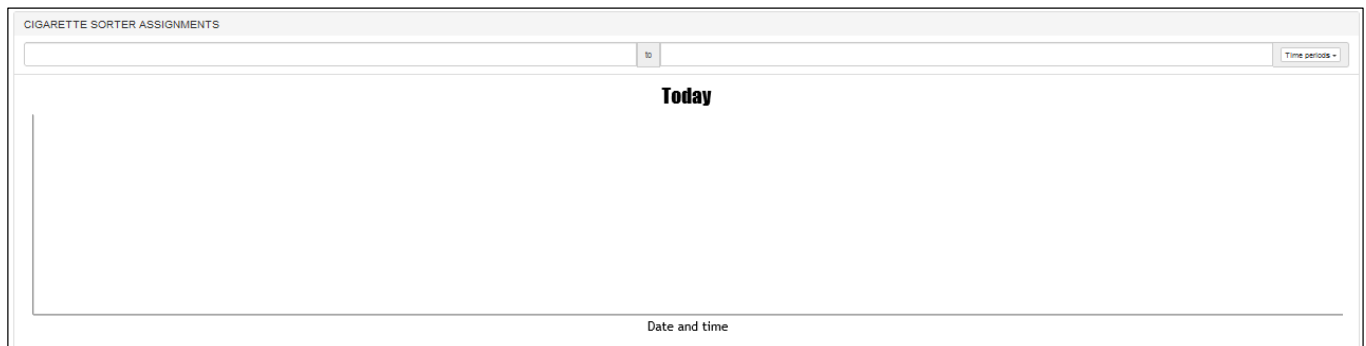 CIGARETTE SORTER ASSIGNMENTS
to Time periods
Today
Date and time